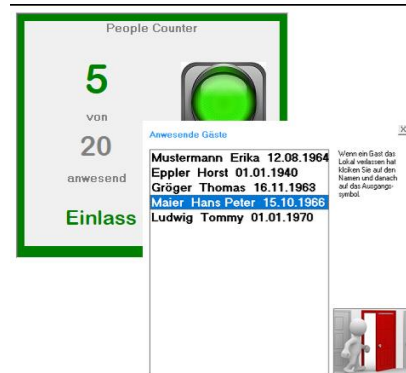 People Counter
5
von
20
anwesend
Einlass
Anwesende Gäste
X
Mustermann Erika 12.08.1964
Eppler Horst 01.01.1940
Gröger Thomas 16.11.1963
Maier Hans Peter 15.10.1966
Ludwig Tommy 01.01.1970
Wenn ein Gast das
Lokal verlassen hat
klicken Sie auf den
Namen und danach
auf das Ausgangs-
symbol.